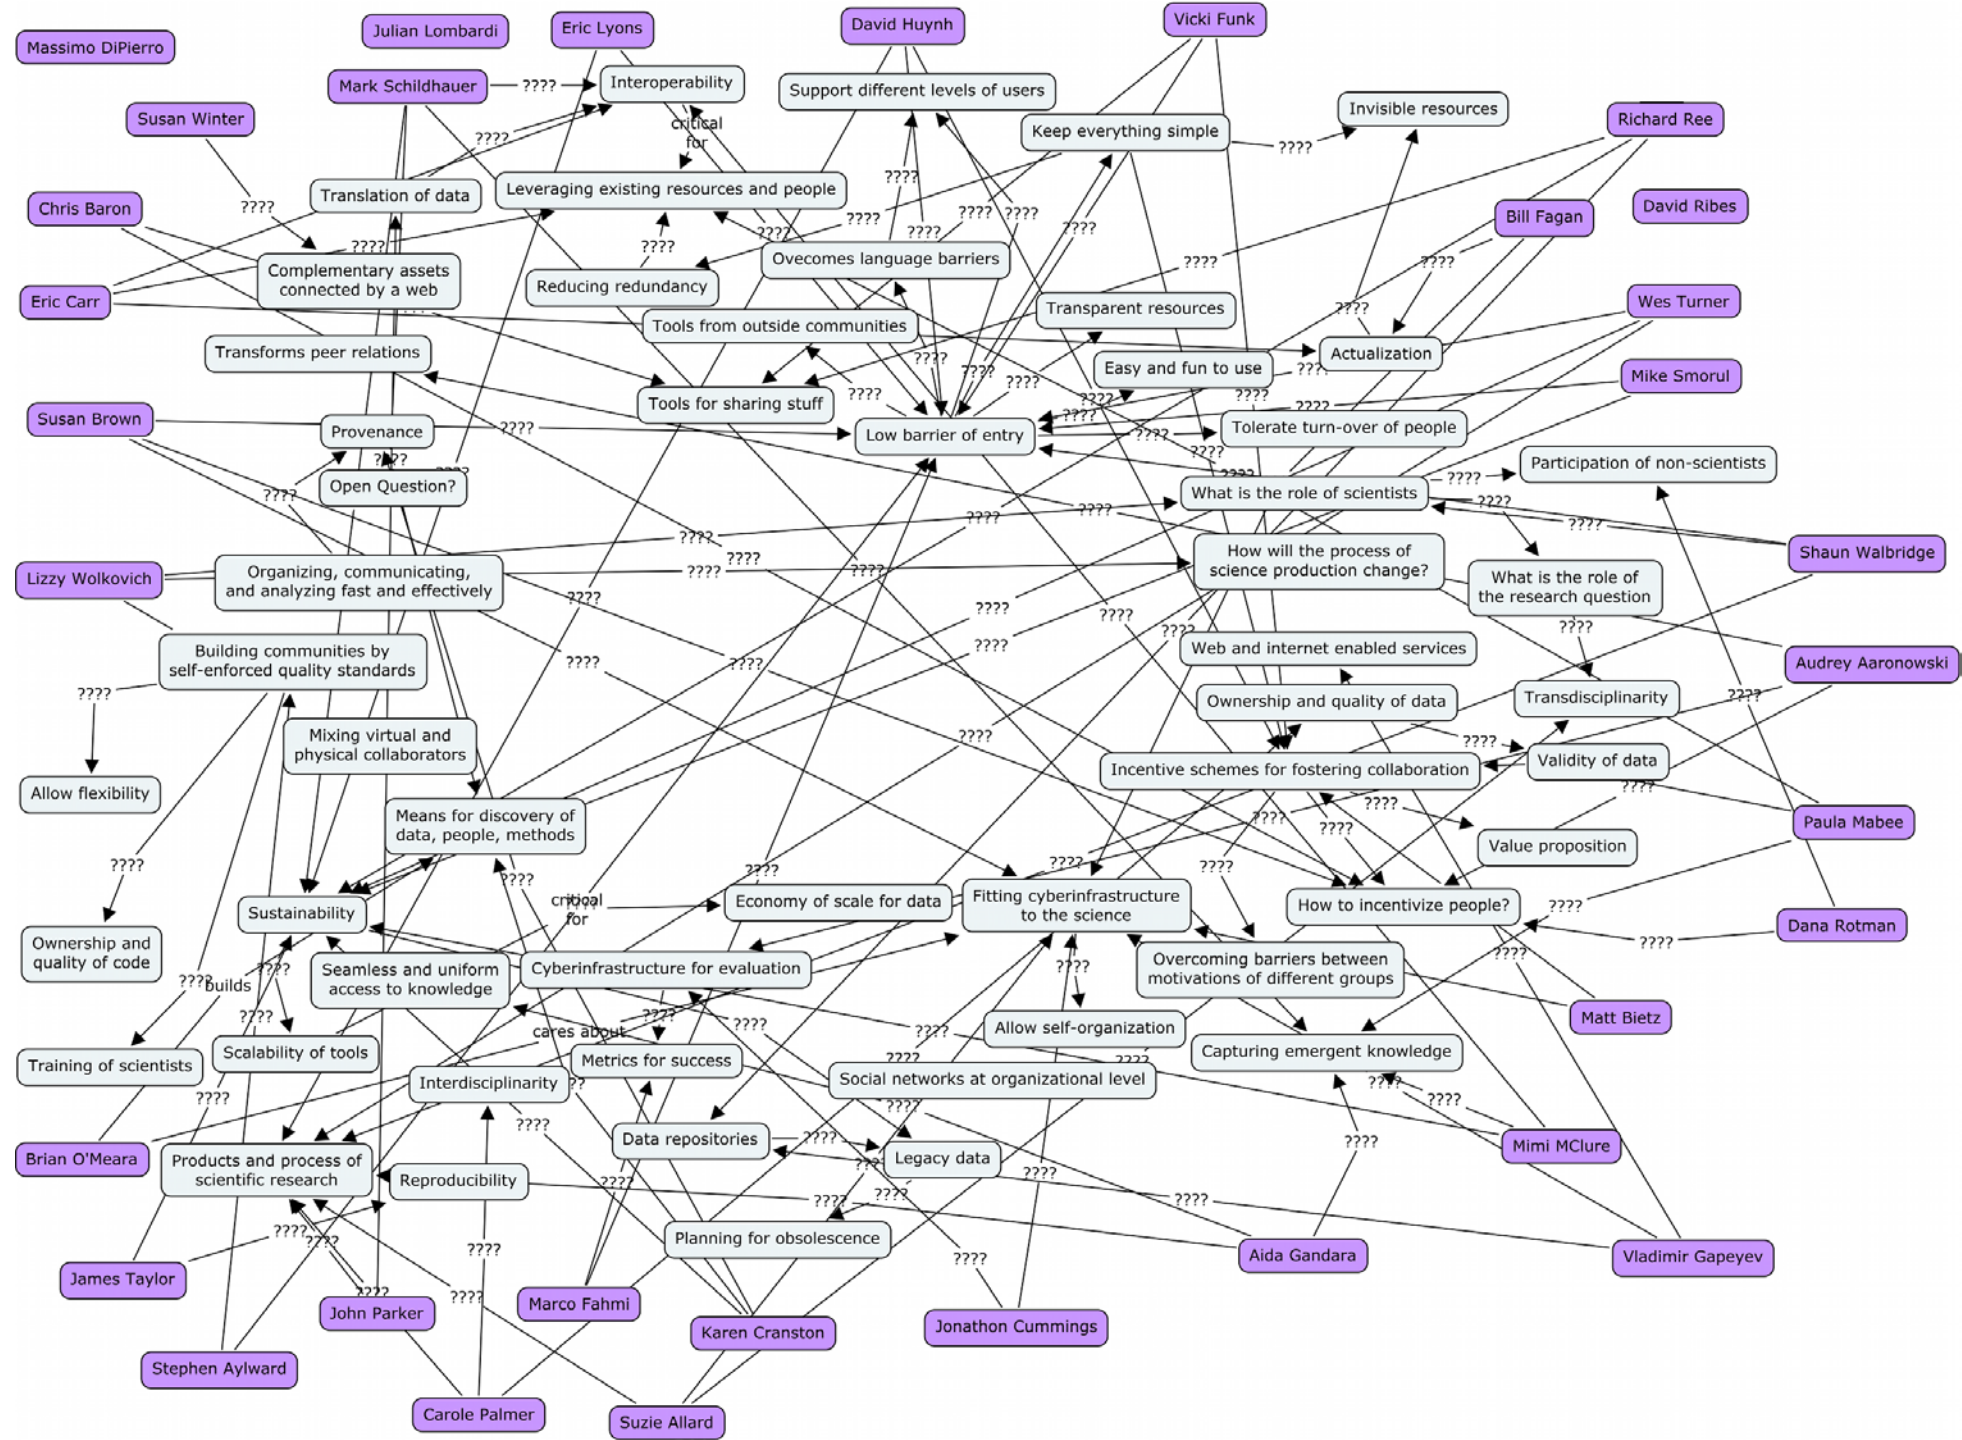 Massimo DiPierro
Julian Lombardi
Eric Lyons
David Huynh
Vicki Funk
Mark Schildhauer
????
Interoperability
Support different levels of users
Invisible resources
Richard Ree
Susan Winter
????
critical
for
Keep everything simple
????
Chris Baron
Translation of data
Leveraging existing resources and people
????
????
Bill Fagan
David Ribes
????
????
????
????
????
????
????
????
Complementary assets
connected by a web
Reducing redundancy
Ovecomes language barriers
????
????
Eric Carr
Tools from outside communities
Transparent resources
????
Wes Turner
Transforms peer relations
????
????
Easy and fun to use
????
Actualization
Mike Smorul
Susan Brown
Tools for sharing stuff
????
????
????
????
????
????
Provenance
????
Low barrier of entry
????
Tolerate turn-over of people
????
????
????
????
????
Participation of non-scientists
Open Question?
????
What is the role of scientists
????
????
????
????
????
Lizzy Wolkovich
Organizing, communicating,
and analyzing fast and effectively
????
????
????
????
How will the process of
science production change?
What is the role of
the research question
Shaun Walbridge
????
????
????
????
????
Building communities by
self-enforced quality standards
????
????
????
Web and internet enabled services
Audrey Aaronowski
????
Ownership and quality of data
Transdisciplinarity
????
Mixing virtual and
physical collaborators
????
????
Validity of data
Allow flexibility
Incentive schemes for fostering collaboration
????
????
????
????
Means for discovery of
data, people, methods
Value proposition
Paula Mabee
????
????
????
????
????
Sustainability
critical
for
????
Economy of scale for data
Fitting cyberinfrastructure
to the science
How to incentivize people?
????
Dana Rotman
????
????
Ownership and
quality of code
????
????
builds
Seamless and uniform
access to knowledge
Cyberinfrastructure for evaluation
????
Overcoming barriers between
motivations of different groups
????
cares about
????
????
????
Allow self-organization
Matt Bietz
Training of scientists
Scalability of tools
Metrics for success
????
????
Capturing emergent knowledge
????
Interdisciplinarity
??
Social networks at organizational level
????
????
????
????
Brian O'Meara
Products and process of
scientific research
Data repositories
????
Legacy data
????
????
Mimi MClure
Reproducibility
????
????
????
????
????
????
????
Planning for obsolescence
????
????
Aida Gandara
Vladimir Gapeyev
James Taylor
????
????
John Parker
Marco Fahmi
Karen Cranston
Jonathon Cummings
Stephen Aylward
Carole Palmer
Suzie Allard